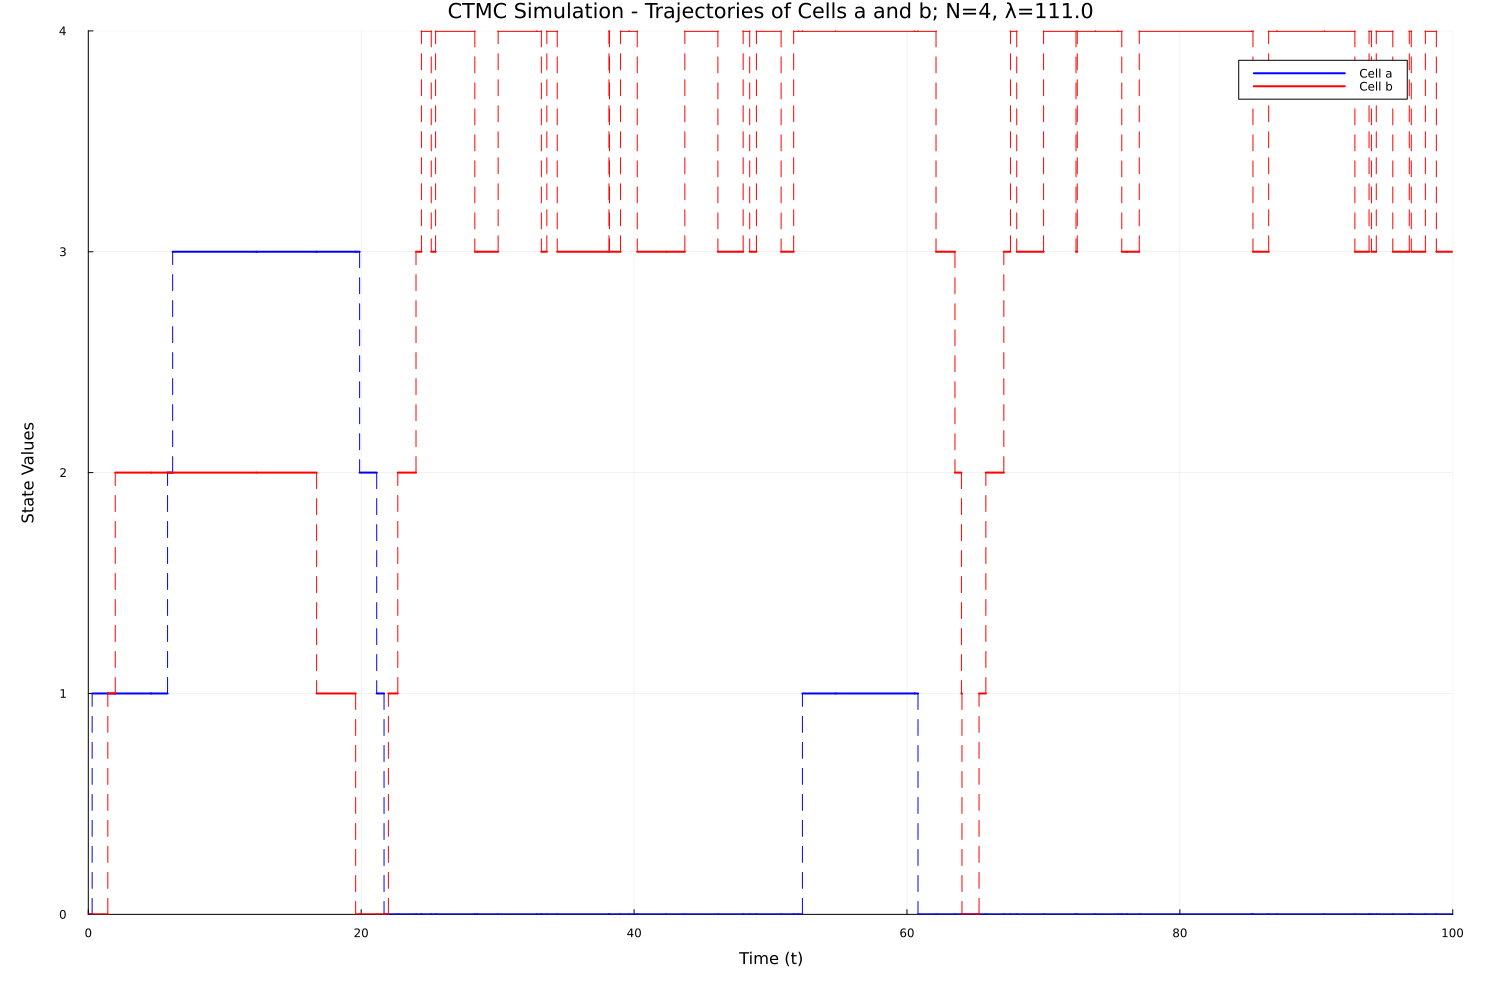 CTMC Simulation - Trajectories of Cells a and b; N=4, λ=111.0
4
Cell a
Cell b
3
2
State Values
1
0
0 20 40 60 80 100
Time (t)